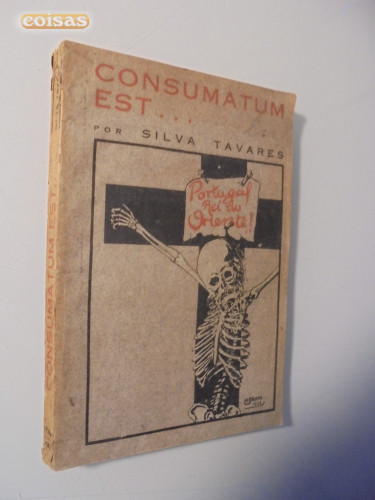 coisas
CONSUMATUM
EST...
POR SILVA TAVARES
Portugal
Rei do
Oriente!
CONSUMATUM EST...